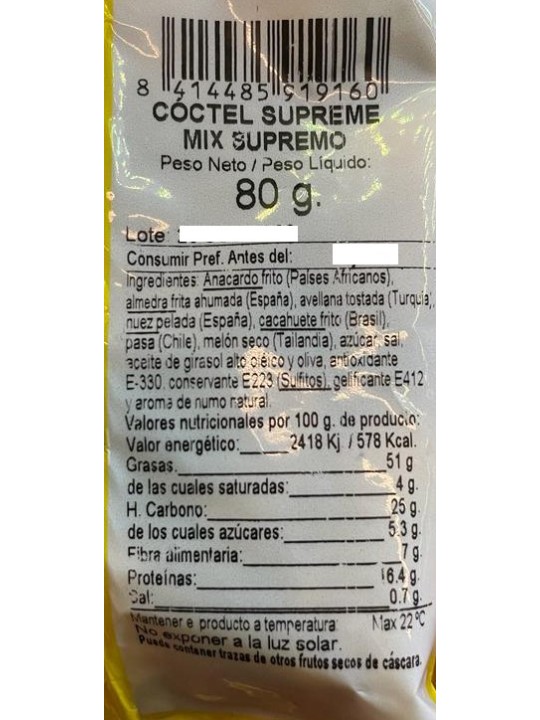 8 414485 919160
CÓCTEL SUPREME
MIX SUPREMO
Peso Neto / Peso Líquido:
80 g.
Lote
Consumir Pref. Antes del:
Ingredientes: Anacardo frito (Países Africanos),
almedra frita ahumada (España), avellana tostada (Turquía),
nuez pelada (España), cacahuete frito (Brasil),
pasa (Chile), melón seco (Tailandia), azúcar, sal,
aceite de girasol alto oléico y oliva, antioxidante
E-330, conservante E223 (Sulfitos), gelificante E412
y aroma de humo natural.
Valores nutricionales por 100 g. de producto:
Valor energético: 2418 Kj. / 578 Kcal.
Grasas. 51 g
de las cuales saturadas: 4 g.
H. Carbono: 25 g.
de los cuales azúcares: 5.3 g.
Fibra alimentaria: 7 g.
Proteínas: 16.4 g.
Sal: 0.7 g.
Mantener e producto a temperatura Max 22 ºC
No exponer a la luz solar.
Puede contener trazas de otros frutos secos de cáscara.